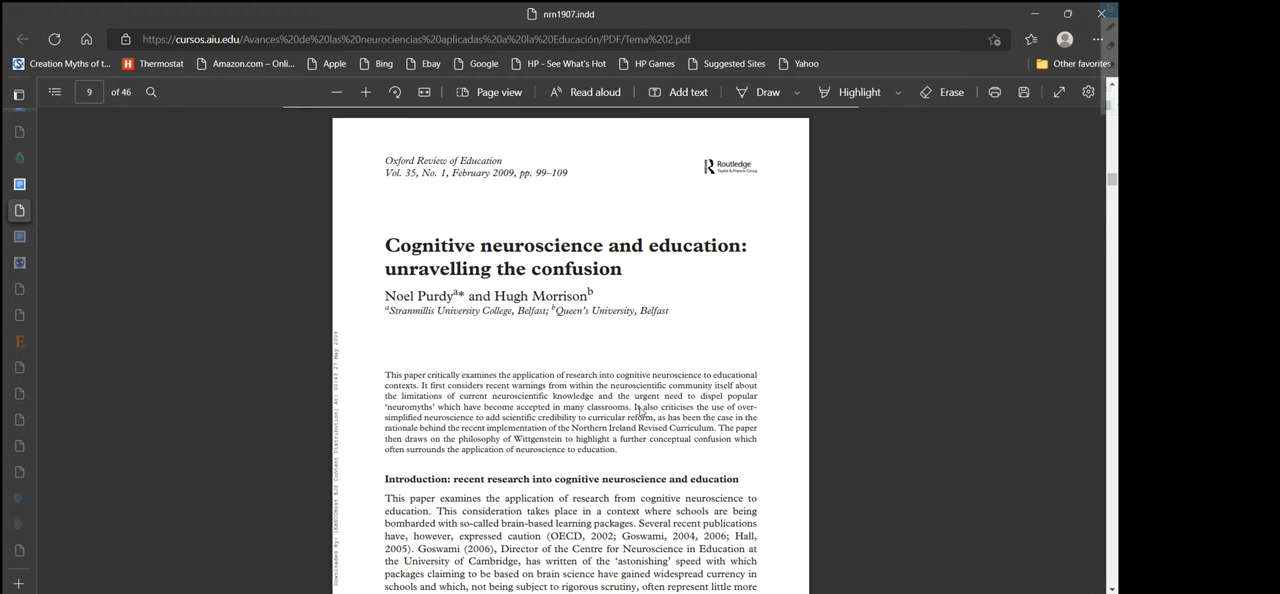 nrn1907.indd
https://cursos.aiu.edu/Avances%20de%20las%20neurociencias%20aplicadas%20a%20la%20Educación/PDF/Tema%202.pdf
Creation Myths of t... Thermostat Amazon.com – Onli... Apple Bing Ebay Google HP - See What's Hot HP Games Suggested Sites Yahoo Other favorites
9 of 46 Page view Read aloud Add text Draw Highlight Erase
Oxford Review of Education
Vol. 35, No. 1, February 2009, pp. 99–109
Routledge
Taylor & Francis Group
Cognitive neuroscience and education:
unravelling the confusion
Noel Purdya* and Hugh Morrisonb
aStranmillis University College, Belfast; bQueen's University, Belfast
This paper critically examines the application of research into cognitive neuroscience to educational
contexts. It first considers recent warnings from within the neuroscientific community itself about
the limitations of current neuroscientific knowledge and the urgent need to dispel popular
'neuromyths' which have become accepted in many classrooms. It also criticises the use of over-
simplified neuroscience to add scientific credibility to curricular reform, as has been the case in the
rationale behind the recent implementation of the Northern Ireland Revised Curriculum. The paper
then draws on the philosophy of Wittgenstein to highlight a further conceptual confusion which
often surrounds the application of neuroscience to education.
Introduction: recent research into cognitive neuroscience and education
This paper examines the application of research from cognitive neuroscience to
education. This consideration takes place in a context where schools are being
bombarded with so-called brain-based learning packages. Several recent publications
have, however, expressed caution (OECD, 2002; Goswami, 2004, 2006; Hall,
2005). Goswami (2006), Director of the Centre for Neuroscience in Education at
the University of Cambridge, has written of the 'astonishing' speed with which
packages claiming to be based on brain science have gained widespread currency in
schools and which, not being subject to rigorous scrutiny, often represent little more